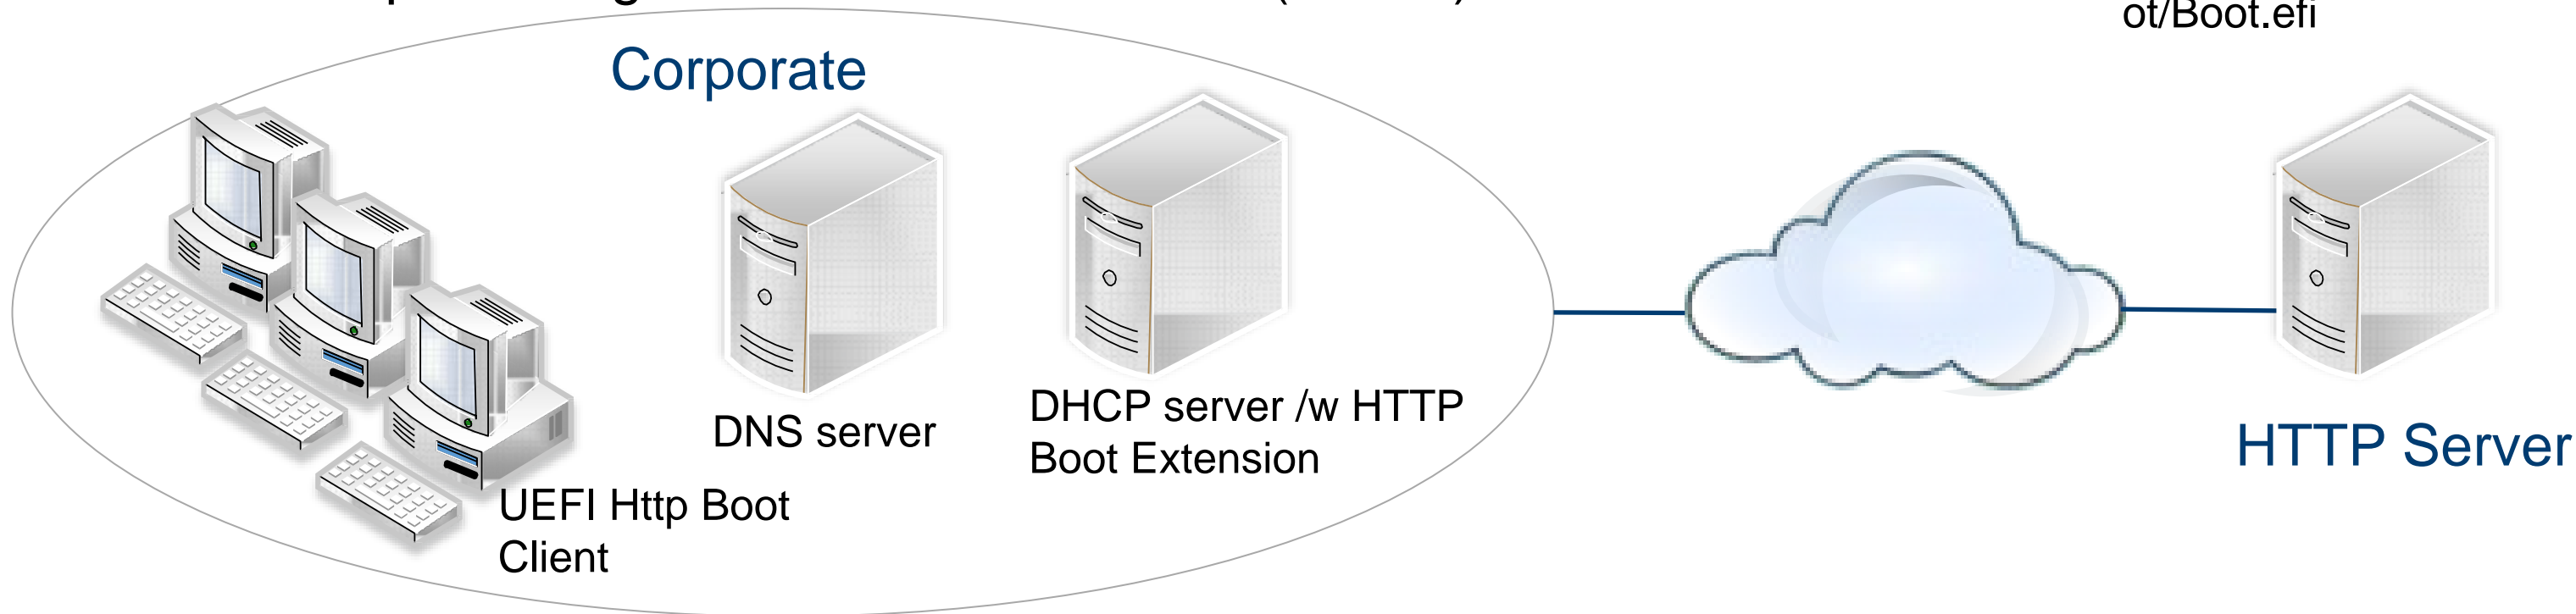 ot/Boot.efi
Corporate
DNS server
DHCP server /w HTTP
Boot Extension
HTTP Server
UEFI Http Boot
Client